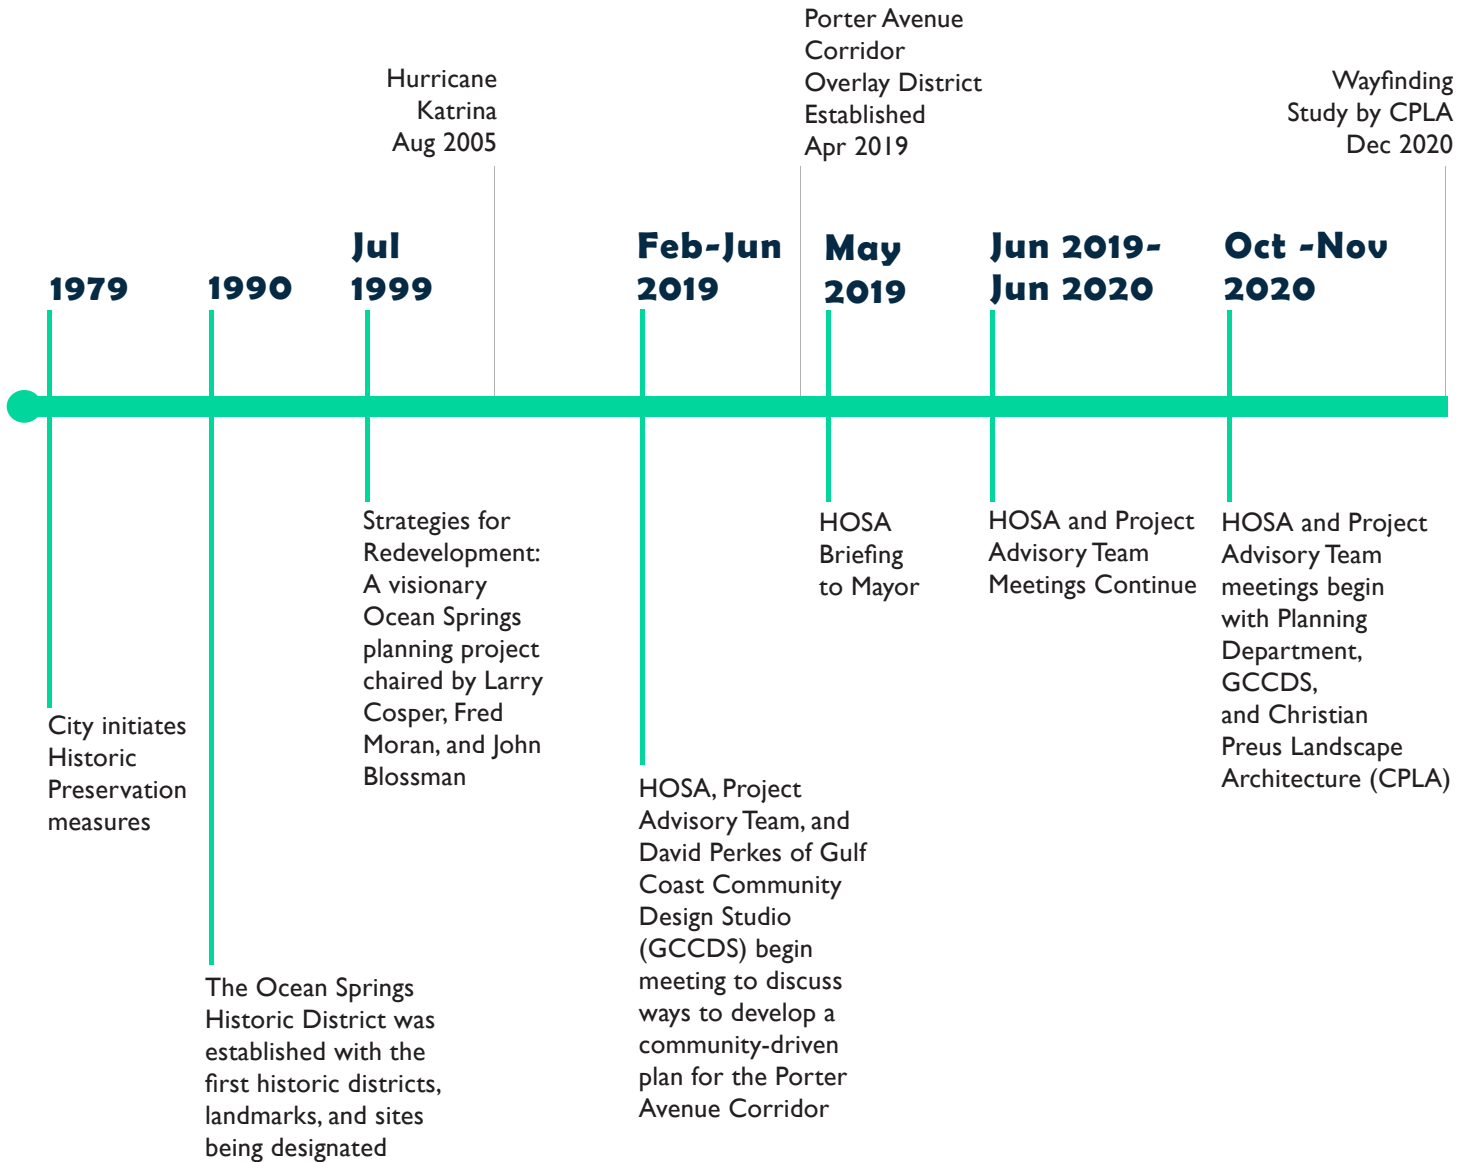 Porter Avenue
Corridor
Overlay District
Established
Apr 2019
Hurricane
Katrina
Aug 2005
Wayfinding
Study by CPLA
Dec 2020
1979
1990
Jul
1999
Feb-Jun
2019
May
2019
Jun 2019-
Jun 2020
Oct -Nov
2020
City initiates
Historic
Preservation
measures
The Ocean Springs
Historic District was
established with the
first historic districts,
landmarks, and sites
being designated
Strategies for
Redevelopment:
A visionary
Ocean Springs
planning project
chaired by Larry
Cosper, Fred
Moran, and John
Blossman
HOSA, Project
Advisory Team, and
David Perkes of Gulf
Coast Community
Design Studio
(GCCDS) begin
meeting to discuss
ways to develop a
community-driven
plan for the Porter
Avenue Corridor
HOSA
Briefing
to Mayor
HOSA and Project
Advisory Team
Meetings Continue
HOSA and Project
Advisory Team
meetings begin
with Planning
Department,
GCCDS,
and Christian
Preus Landscape
Architecture (CPLA)